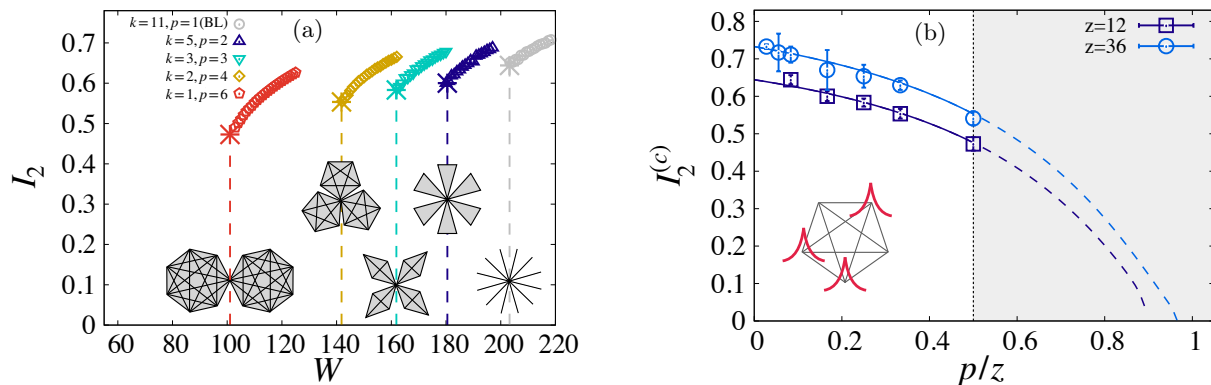 k=11, p=1(BL)
k=5, p=2
k=3, p=3
k=2, p=4
k=1, p=6
(a)
I₂
0.7
0.6
0.5
0.4
0.3
0.2
0.1
0
60 80 100 120 140 160 180 200 220
W
(b)
z=12
z=36
I₂⁽ᶜ⁾
0.8
0.7
0.6
0.5
0.4
0.3
0.2
0.1
0
0 0.2 0.4 0.6 0.8 1
p/z